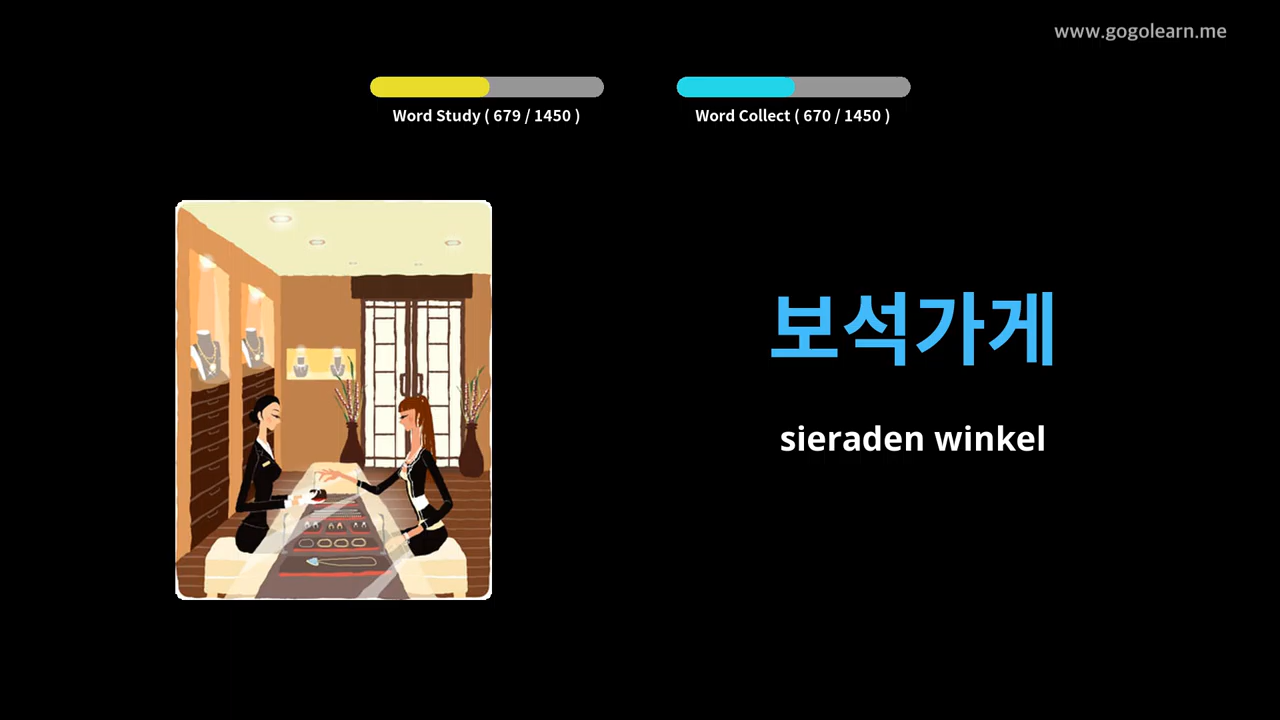 www.gogolearn.me
Word Study ( 679 / 1450 )
Word Collect ( 670 / 1450 )
보석가게
sieraden winkel